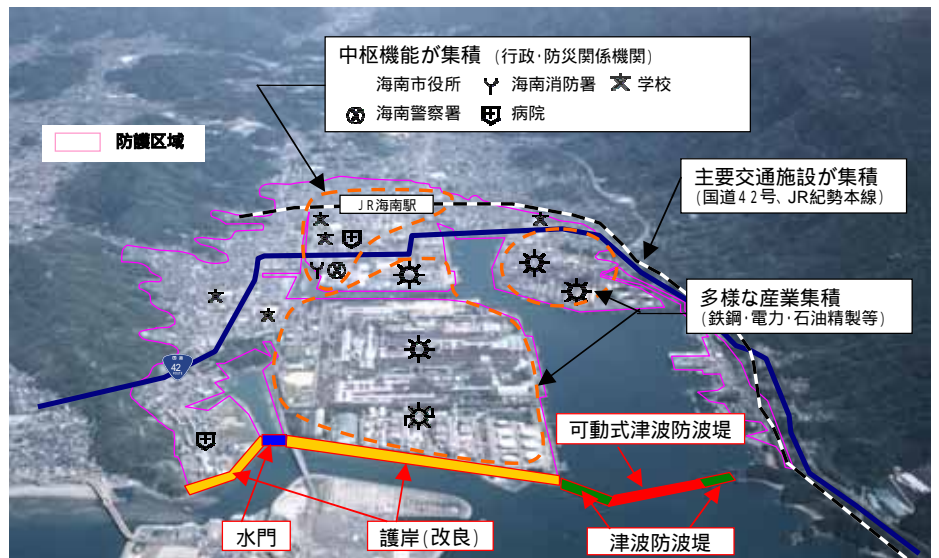 中枢機能が集積 (行政・防災関係機関)
海南市役所 海南消防署 学校
海南警察署 病院
防護区域
主要交通施設が集積
(国道42号、JR紀勢本線)
JR海南駅
多様な産業集積
(鉄鋼・電力・石油精製等)
42
可動式津波防波堤
水門
護岸(改良)
津波防波堤